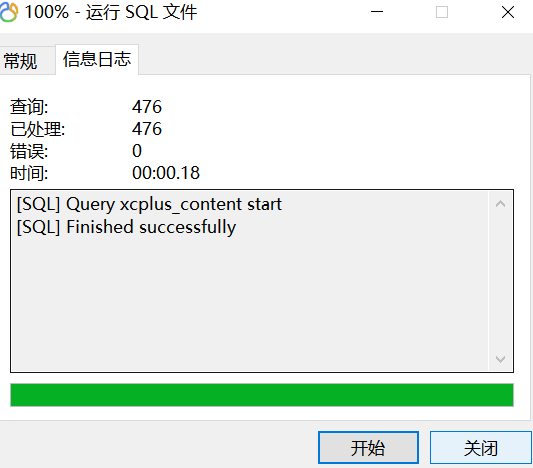 100% - 运行 SQL 文件
常规 信息日志
查询: 476
已处理: 476
错误: 0
时间: 00:00.18
[SQL] Query xcplus_content start
[SQL] Finished successfully
开始 关闭